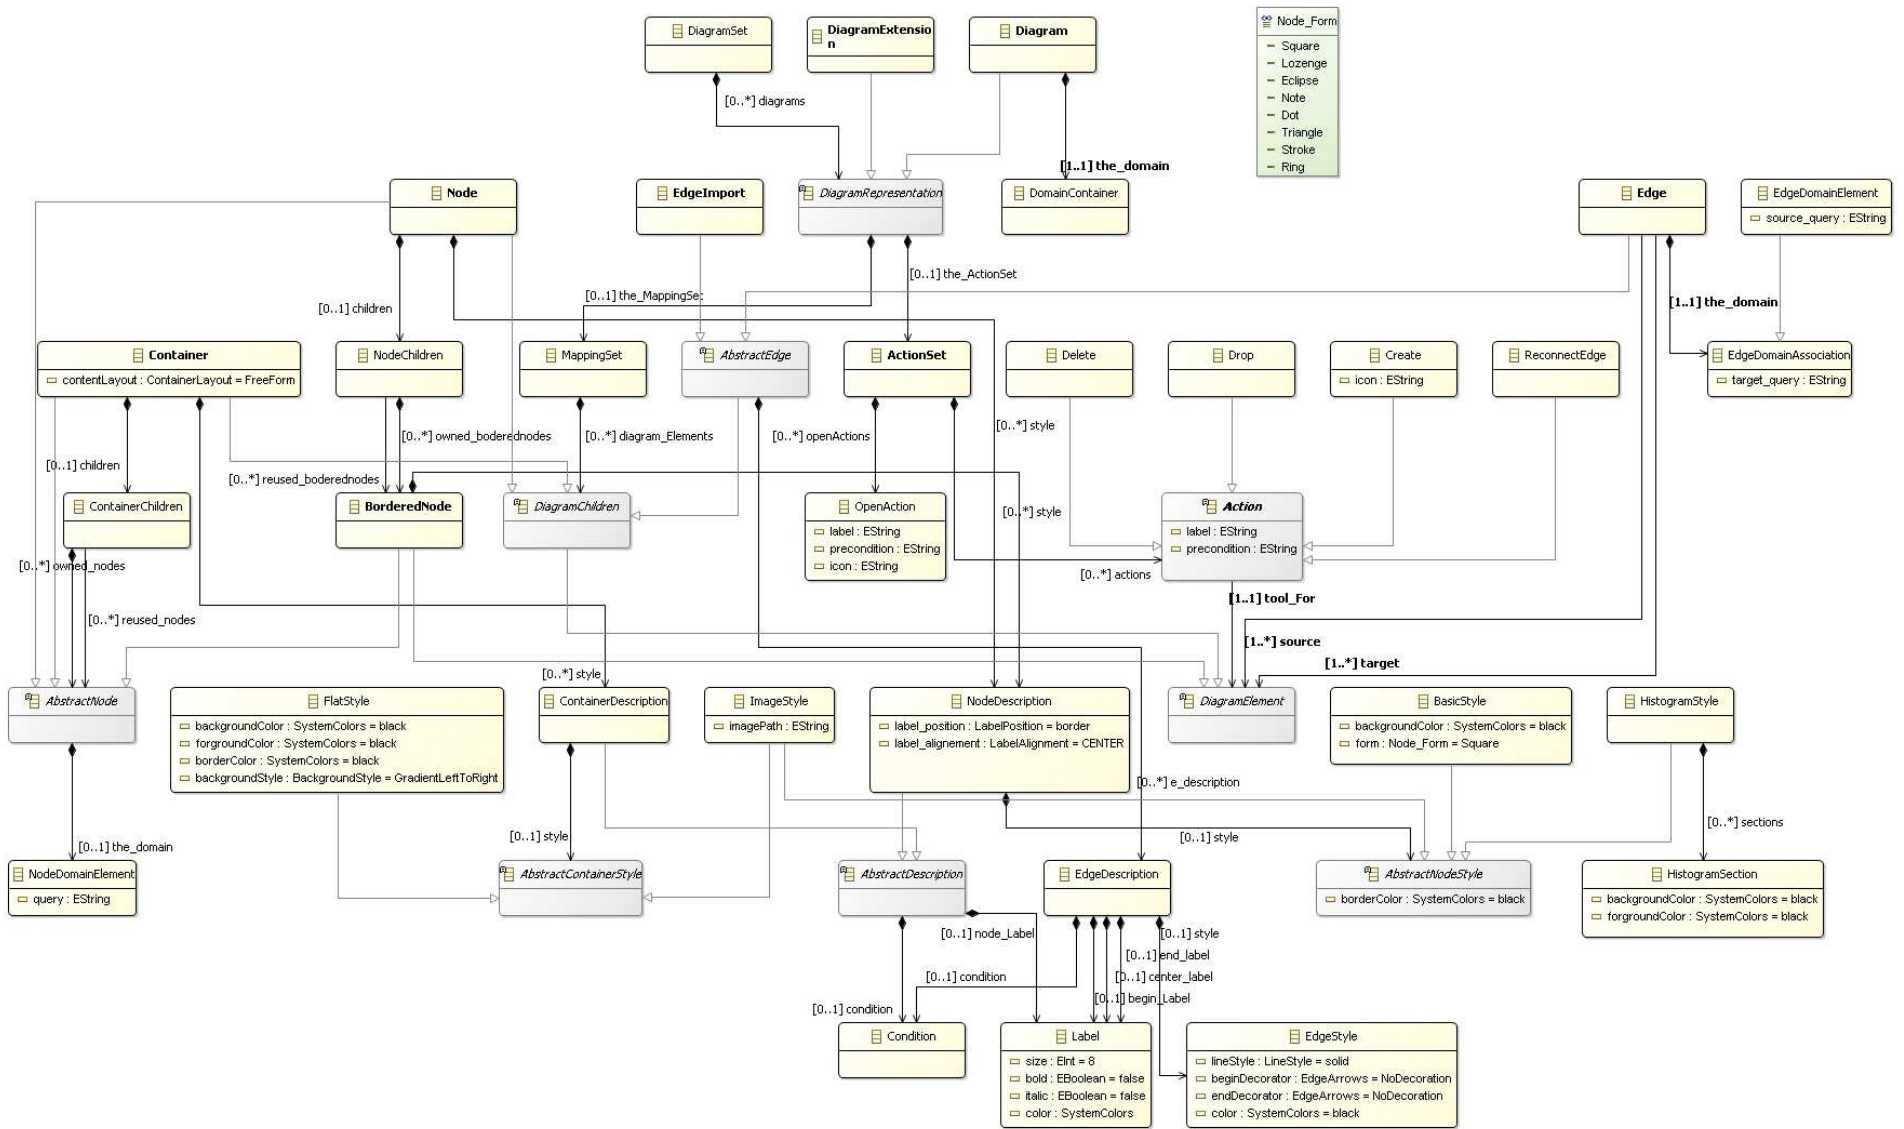 DiagramSet
DiagramExtensio
n
Diagram
Node_Form
Square
Lozenge
Eclipse
Note
Dot
Triangle
Stroke
Ring
[0..*] diagrams
[1..1] the_domain
Node
EdgeImport
DiagramRepresentation
DomainContainer
Edge
EdgeDomainElement
source_query : EString
[0..1] the_ActionSet
[0..1] the_MappingSet
[0..1] children
[1..1] the_domain
Container
contentLayout : ContainerLayout = FreeForm
NodeChildren
MappingSet
AbstractEdge
ActionSet
Delete
Drop
Create
icon : EString
ReconnectEdge
EdgeDomainAssociation
target_query : EString
[0..*] style
[0..*] owned_boderednodes
[0..*] diagram_Elements
[0..*] openActions
[0..1] children
[0..*] reused_boderednodes
ContainerChildren
BorderedNode
DiagramChildren
OpenAction
label : EString
precondition : EString
icon : EString
[0..*] style
Action
label : EString
precondition : EString
[0..*] owned_nodes
[0..*] actions
[1..1] tool_For
[0..*] reused_nodes
[1..*] source
[1..*] target
[0..*] style
AbstractNode
FlatStyle
backgroundColor : SystemColors = black
forgroundColor : SystemColors = black
borderColor : SystemColors = black
backgroundStyle : BackgroundStyle = GradientLeftToRight
ContainerDescription
ImageStyle
imagePath : EString
NodeDescription
label_position : LabelPosition = border
label_alignement : LabelAlignment = CENTER
DiagramElement
BasicStyle
backgroundColor : SystemColors = black
form : Node_Form = Square
HistogramStyle
[0..*] e_description
[0..*] sections
[0..1] style
[0..1] style
[0..1] the_domain
NodeDomainElement
query : EString
AbstractContainerStyle
AbstractDescription
EdgeDescription
AbstractNodeStyle
borderColor : SystemColors = black
HistogramSection
backgroundColor : SystemColors = black
forgroundColor : SystemColors = black
[0..1] node_Label
[0..1] style
[0..1] end_label
[0..1] condition
[0..1] center_label
[0..1] begin_Label
[0..1] condition
Condition
Label
size : EInt = 8
bold : EBoolean = false
italic : EBoolean = false
color : SystemColors
EdgeStyle
lineStyle : LineStyle = solid
beginDecorator : EdgeArrows = NoDecoration
endDecorator : EdgeArrows = NoDecoration
color : SystemColors = black